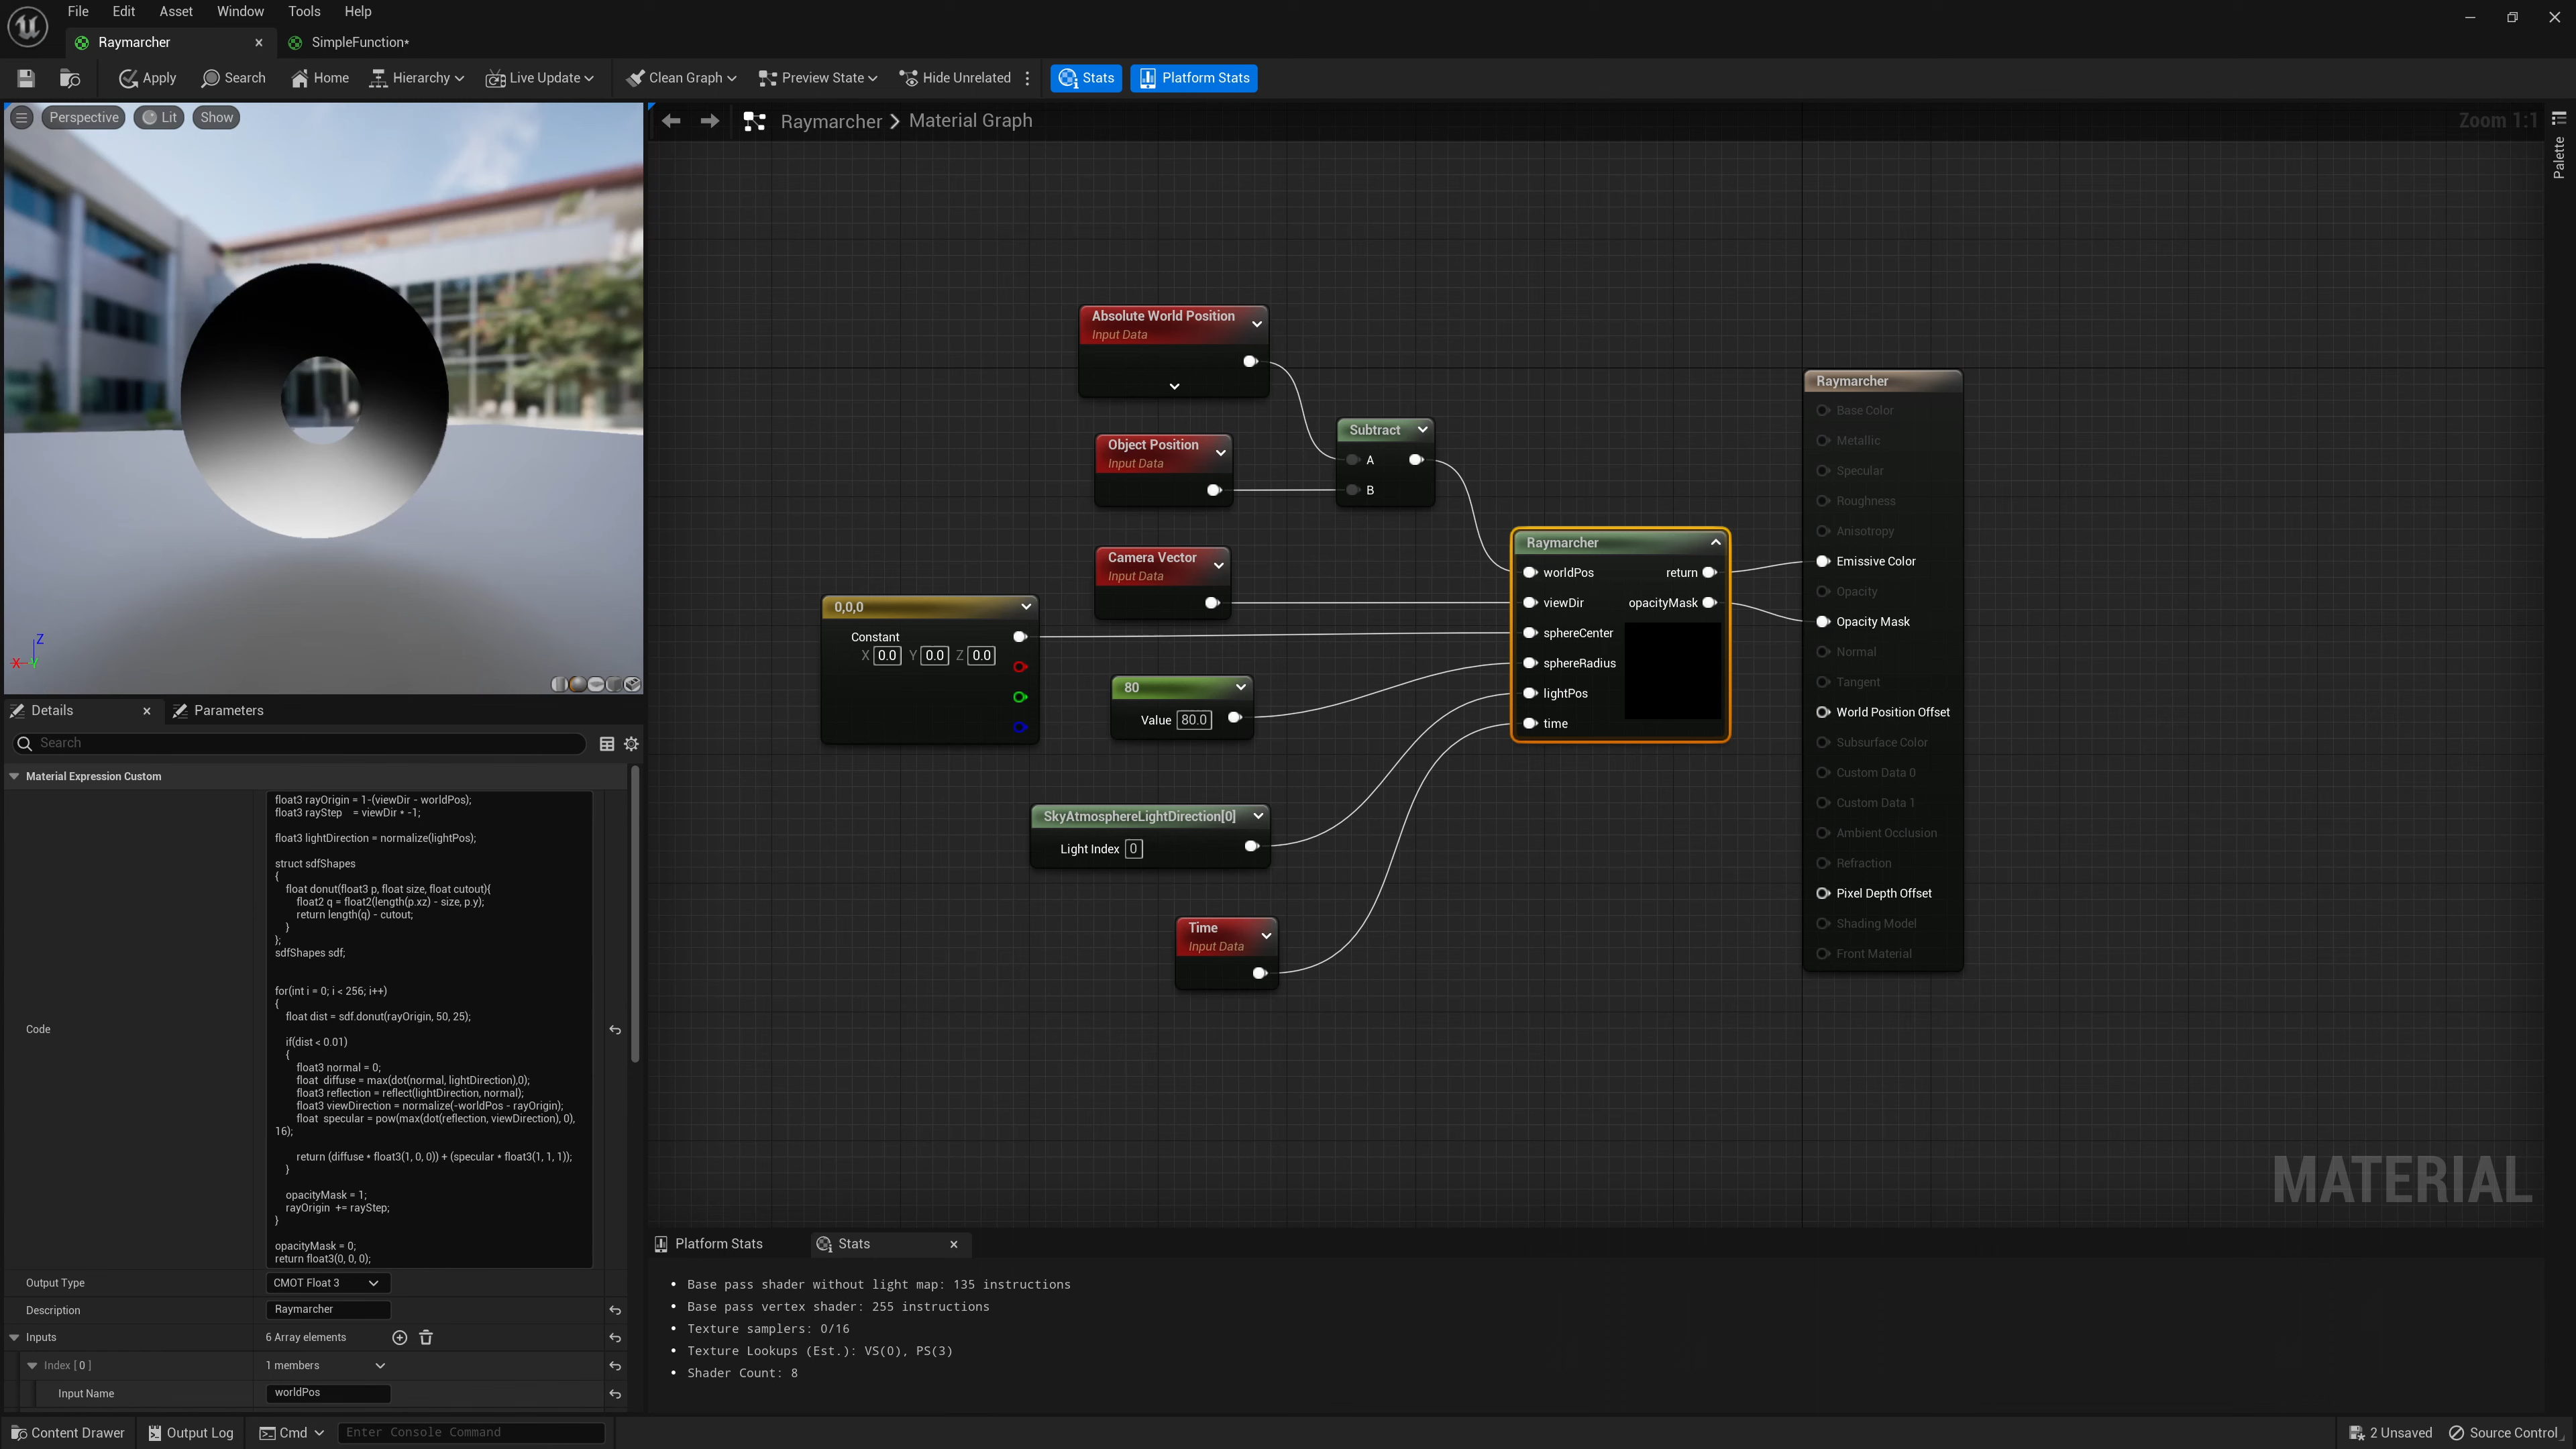 File Edit Asset Window Tools Help
Raymarcher SimpleFunction*
Apply Search Home Hierarchy Live Update Clean Graph Preview State Hide Unrelated Stats Platform Stats
Perspective Lit Show
Raymarcher > Material Graph
Zoom 1:1
Palette
Z
X
Y
Absolute World Position
Input Data
Object Position
Input Data
Subtract
A
B
Camera Vector
Input Data
0,0,0
Constant
X 0.0 Y 0.0 Z 0.0
80
Value 80.0
SkyAtmosphereLightDirection[0]
Light Index 0
Time
Input Data
Raymarcher
worldPos return
viewDir opacityMask
sphereCenter
sphereRadius
lightPos
time
Raymarcher
Base Color
Metallic
Specular
Roughness
Anisotropy
Emissive Color
Opacity
Opacity Mask
Normal
Tangent
World Position Offset
Subsurface Color
Custom Data 0
Custom Data 1
Ambient Occlusion
Refraction
Pixel Depth Offset
Shading Model
Front Material
MATERIAL
Details Parameters
Search
Material Expression Custom
Code
float3 rayOrigin = 1-(viewDir - worldPos);
float3 rayStep = viewDir * -1;
float3 lightDirection = normalize(lightPos);
struct sdfShapes
{
float donut(float3 p, float size, float cutout){
float2 q = float2(length(p.xz) - size, p.y);
return length(q) - cutout;
}
};
sdfShapes sdf;
for(int i = 0; i < 256; i++)
{
float dist = sdf.donut(rayOrigin, 50, 25);
if(dist < 0.01)
{
float3 normal = 0;
float diffuse = max(dot(normal, lightDirection),0);
float3 reflection = reflect(lightDirection, normal);
float3 viewDirection = normalize(-worldPos - rayOrigin);
float specular = pow(max(dot(reflection, viewDirection), 0),
16);
return (diffuse * float3(1, 0, 0)) + (specular * float3(1, 1, 1));
}
opacityMask = 1;
rayOrigin += rayStep;
}
opacityMask = 0;
return float3(0, 0, 0);
Output Type CMOT Float 3
Description Raymarcher
Inputs 6 Array elements
Index [ 0 ] 1 members
Input Name worldPos
Platform Stats Stats
• Base pass shader without light map: 135 instructions
• Base pass vertex shader: 255 instructions
• Texture samplers: 0/16
• Texture Lookups (Est.): VS(0), PS(3)
• Shader Count: 8
Content Drawer Output Log Cmd Enter Console Command 2 Unsaved Source Control